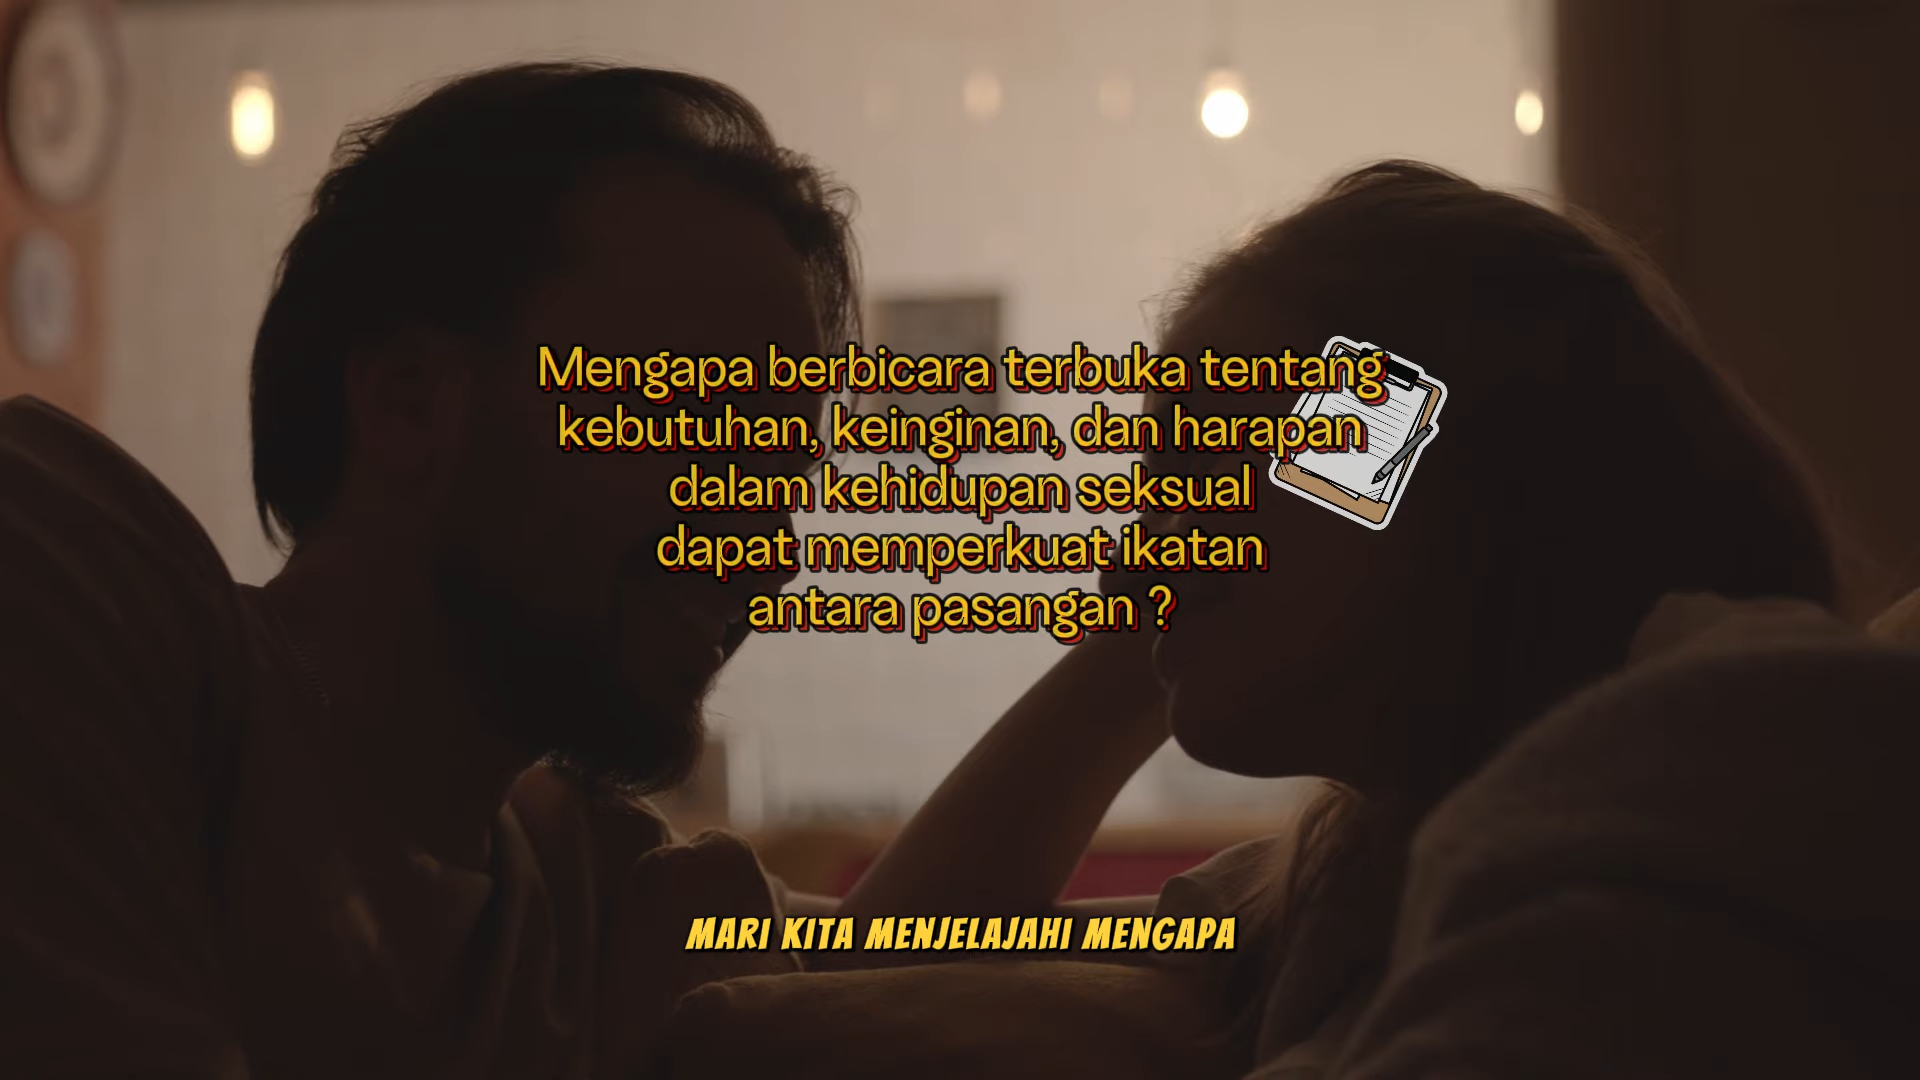 Mengapa berbicara terbuka tentang
kebutuhan, keinginan, dan harapan
dalam kehidupan seksual
dapat memperkuat ikatan
antara pasangan ?
MARI KITA MENJELAJAHI MENGAPA